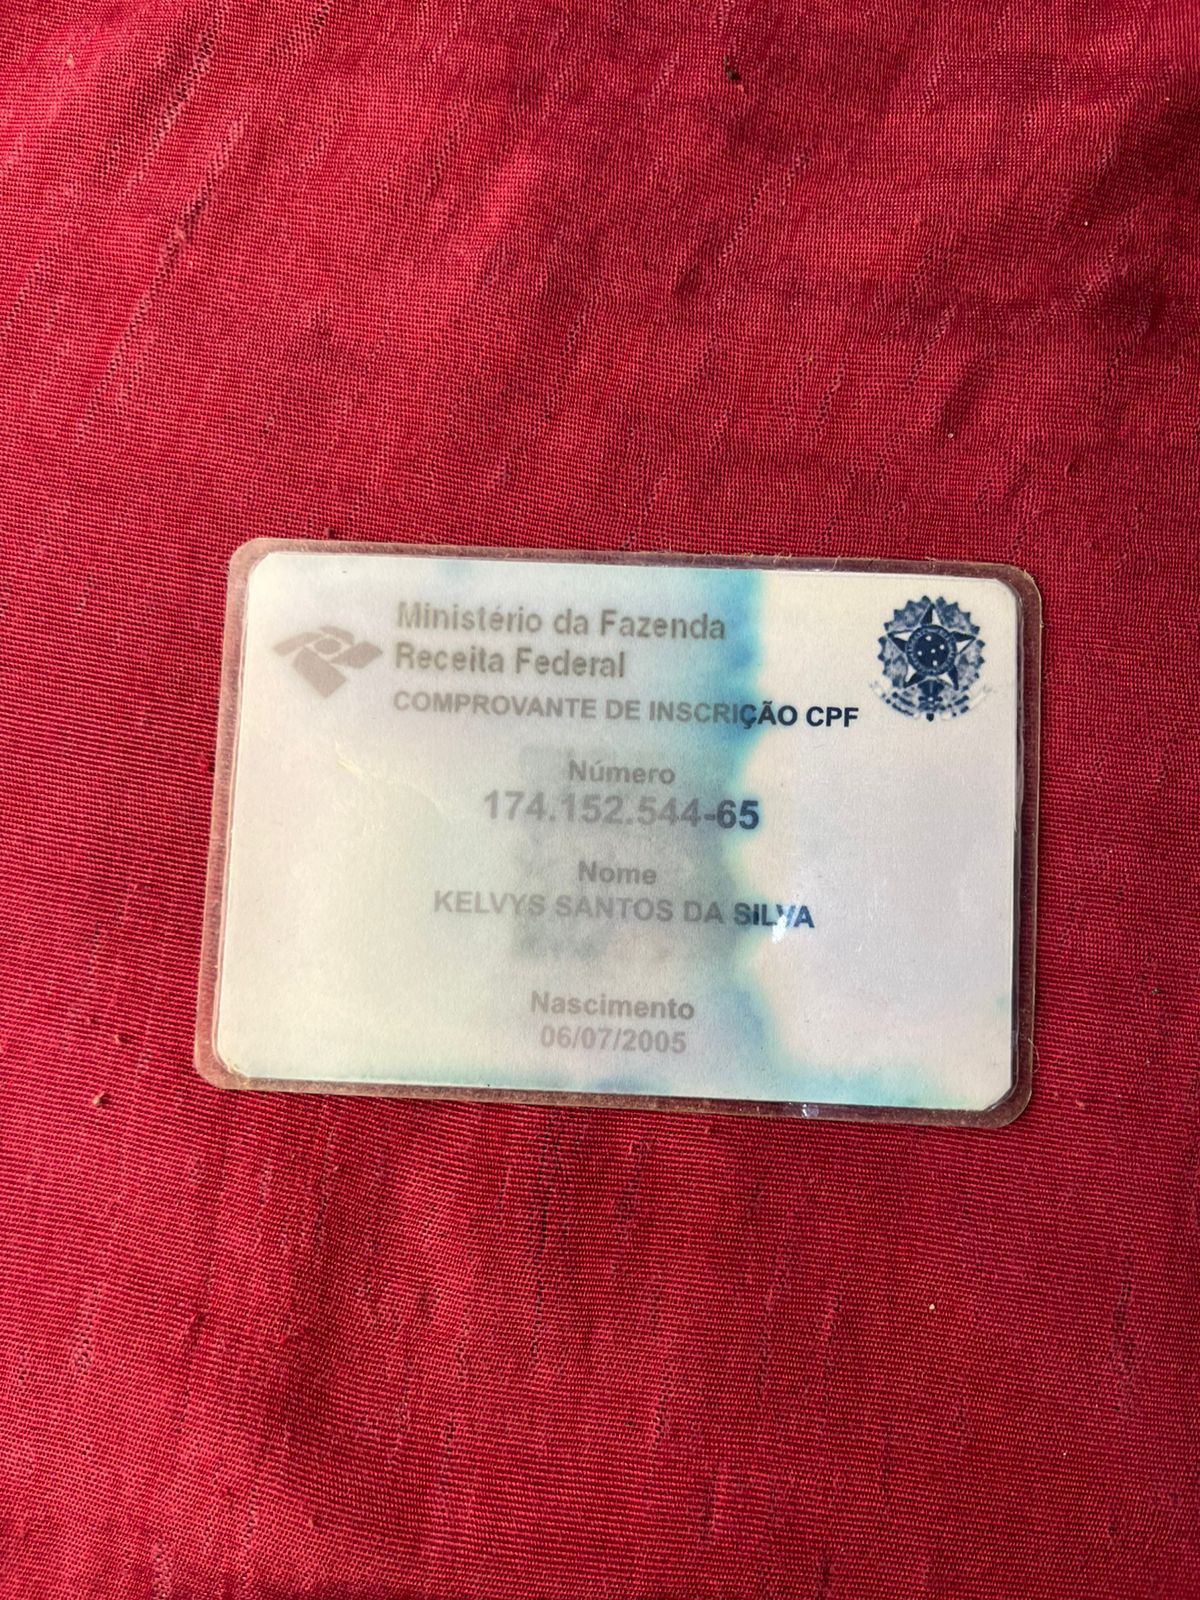 Ministério da Fazenda
Receita Federal
COMPROVANTE DE INSCRIÇÃO CPF
Número
174.152.544-65
Nome
KELVYS SANTOS DA SILVA
Nascimento
06/07/2005